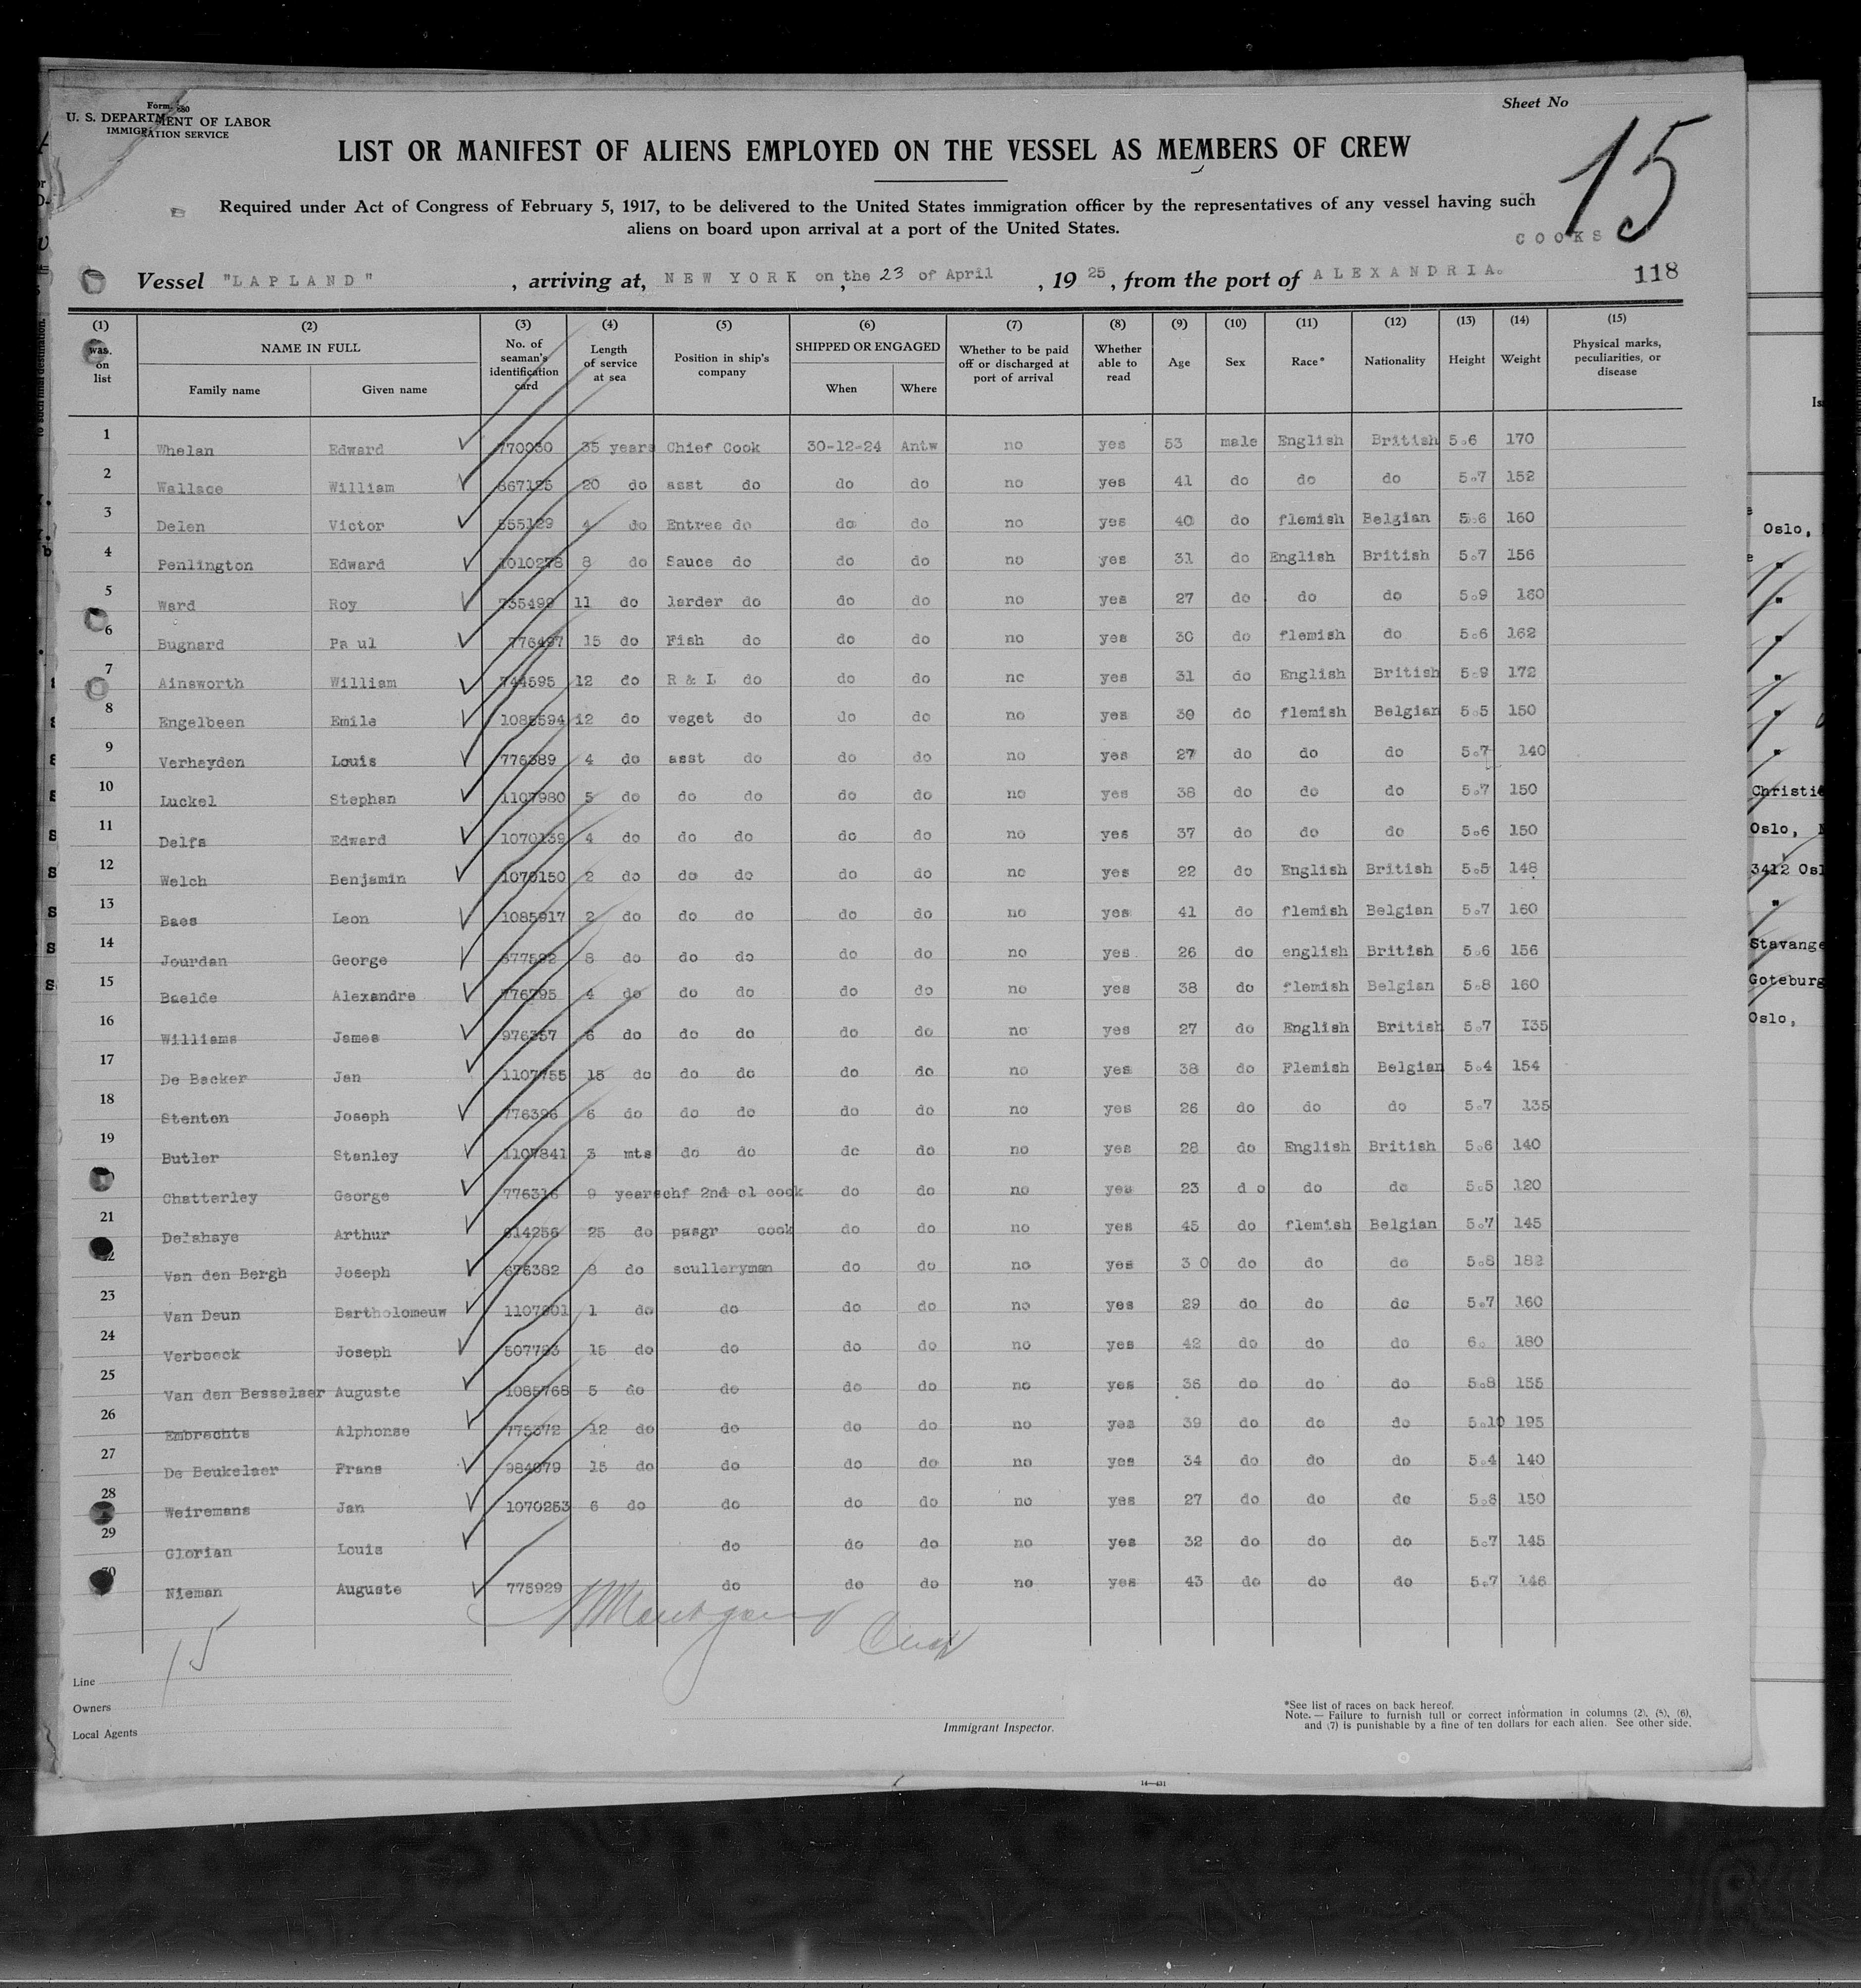 Form 680
U. S. DEPARTMENT OF LABOR
IMMIGRATION SERVICE
Sheet No
15
LIST OR MANIFEST OF ALIENS EMPLOYED ON THE VESSEL AS MEMBERS OF CREW
Required under Act of Congress of February 5, 1917, to be delivered to the United States immigration officer by the representatives of any vessel having such
aliens on board upon arrival at a port of the United States.
COOKS
Vessel "LAPLAND" , arriving at, NEW YORK on the 23 of April , 19 25 , from the port of ALEXANDRIA. 118
(1) (2) (3) (4) (5) (6) (7) (8) (9) (10) (11) (12) (13) (14) (15)
was. on list NAME IN FULL Family name Given name No. of seaman's identification card Length of service at sea Position in ship's company SHIPPED OR ENGAGED When Where Whether to be paid off or discharged at port of arrival Whether able to read Age Sex Race* Nationality Height Weight Physical marks, peculiarities, or disease
1 Whelan Edward 770030 35 years Chief Cook 30-12-24 Antw no yes 53 male English British 5.6 170
2 Wallace William 667125 20 do asst do do do no yes 41 do do do 5.7 152
3 Delen Victor 555129 4 do Entree do do do no yes 40 do flemish Belgian 5.6 160
4 Penlington Edward 1010278 8 do Sauce do do do no yes 31 do English British 5.7 156
5 Ward Roy 735499 11 do larder do do do no yes 27 do do do 5.9 160
6 Bugnard Pa ul 776497 15 do Fish do do do no yes 30 do flemish do 5.6 162
7 Ainsworth William 744595 12 do R & L do do do no yes 31 do English British 5.9 172
8 Engelbeen Emile 1085594 12 do veget do do do no yes 30 do flemish Belgian 5.5 150
9 Verheyden Louis 776389 4 do asst do do do no yes 27 do do do 5.7 140
10 Luckel Stephan 1107980 5 do do do do do no yes 38 do do do 5.7 150
11 Delfs Edward 1070139 4 do do do do do no yes 37 do do do 5.6 150
12 Welch Benjamin 1070150 2 do do do do do no yes 22 do English British 5.5 148
13 Baes Leon 1085917 2 do do do do do no yes 41 do flemish Belgian 5.7 160
14 Jourdan George 677592 8 do do do do do no yes 26 do english British 5.6 156
15 Baelde Alexandre 776795 4 do do do do do no yes 38 do flemish Belgian 5.8 160
16 Williams James 976357 6 do do do do do no yes 27 do English British 5.7 135
17 De Backer Jan 1107755 15 do do do do do no yes 38 do Flemish Belgian 5.4 154
18 Stenton Joseph 776396 6 do do do do do no yes 26 do do do 5.7 135
19 Butler Stanley 1107841 3 mts do do do do no yes 28 do English British 5.6 140
Chatterley George 776316 9 years chf 2nd cl cook do do no yes 23 d o do do 5.5 120
21 Delahaye Arthur 614256 25 do pasgr cook do do no yes 45 do flemish Belgian 5.7 145
2 Van den Bergh Joseph 676382 8 do sculleryman do do no yes 3 0 do do do 5.8 182
23 Van Deun Bartholomeuw 1107801 1 do do do do no yes 29 do do do 5.7 160
24 Verbeeck Joseph 507783 15 do do do do no yes 42 do do do 6. 180
25 Van den Besselaer Auguste 1085768 5 do do do do no yes 36 do do do 5.8 155
26 Embrechts Alphonse 775372 12 do do do do no yes 39 do do do 5.10 195
27 De Beukelaer Frans 984079 15 do do do do no yes 34 do do do 5.4 140
28 Weiremans Jan 1070253 6 do do do do no yes 27 do do do 5.8 150
29 Glorian Louis do do do no yes 32 do do do 5.7 145
Nieman Auguste 775929 do do do no yes 43 do do do 5.7 146
15
Line
Owners
Local Agents
Immigrant Inspector.
*See list of races on back hereof.
Note. — Failure to furnish full or correct information in columns (2), (5), (6),
and (7) is punishable by a fine of ten dollars for each alien. See other side.
14—431
Oslo,
Oslo,
3412 Osl
Stavange
Goteburg
Oslo,